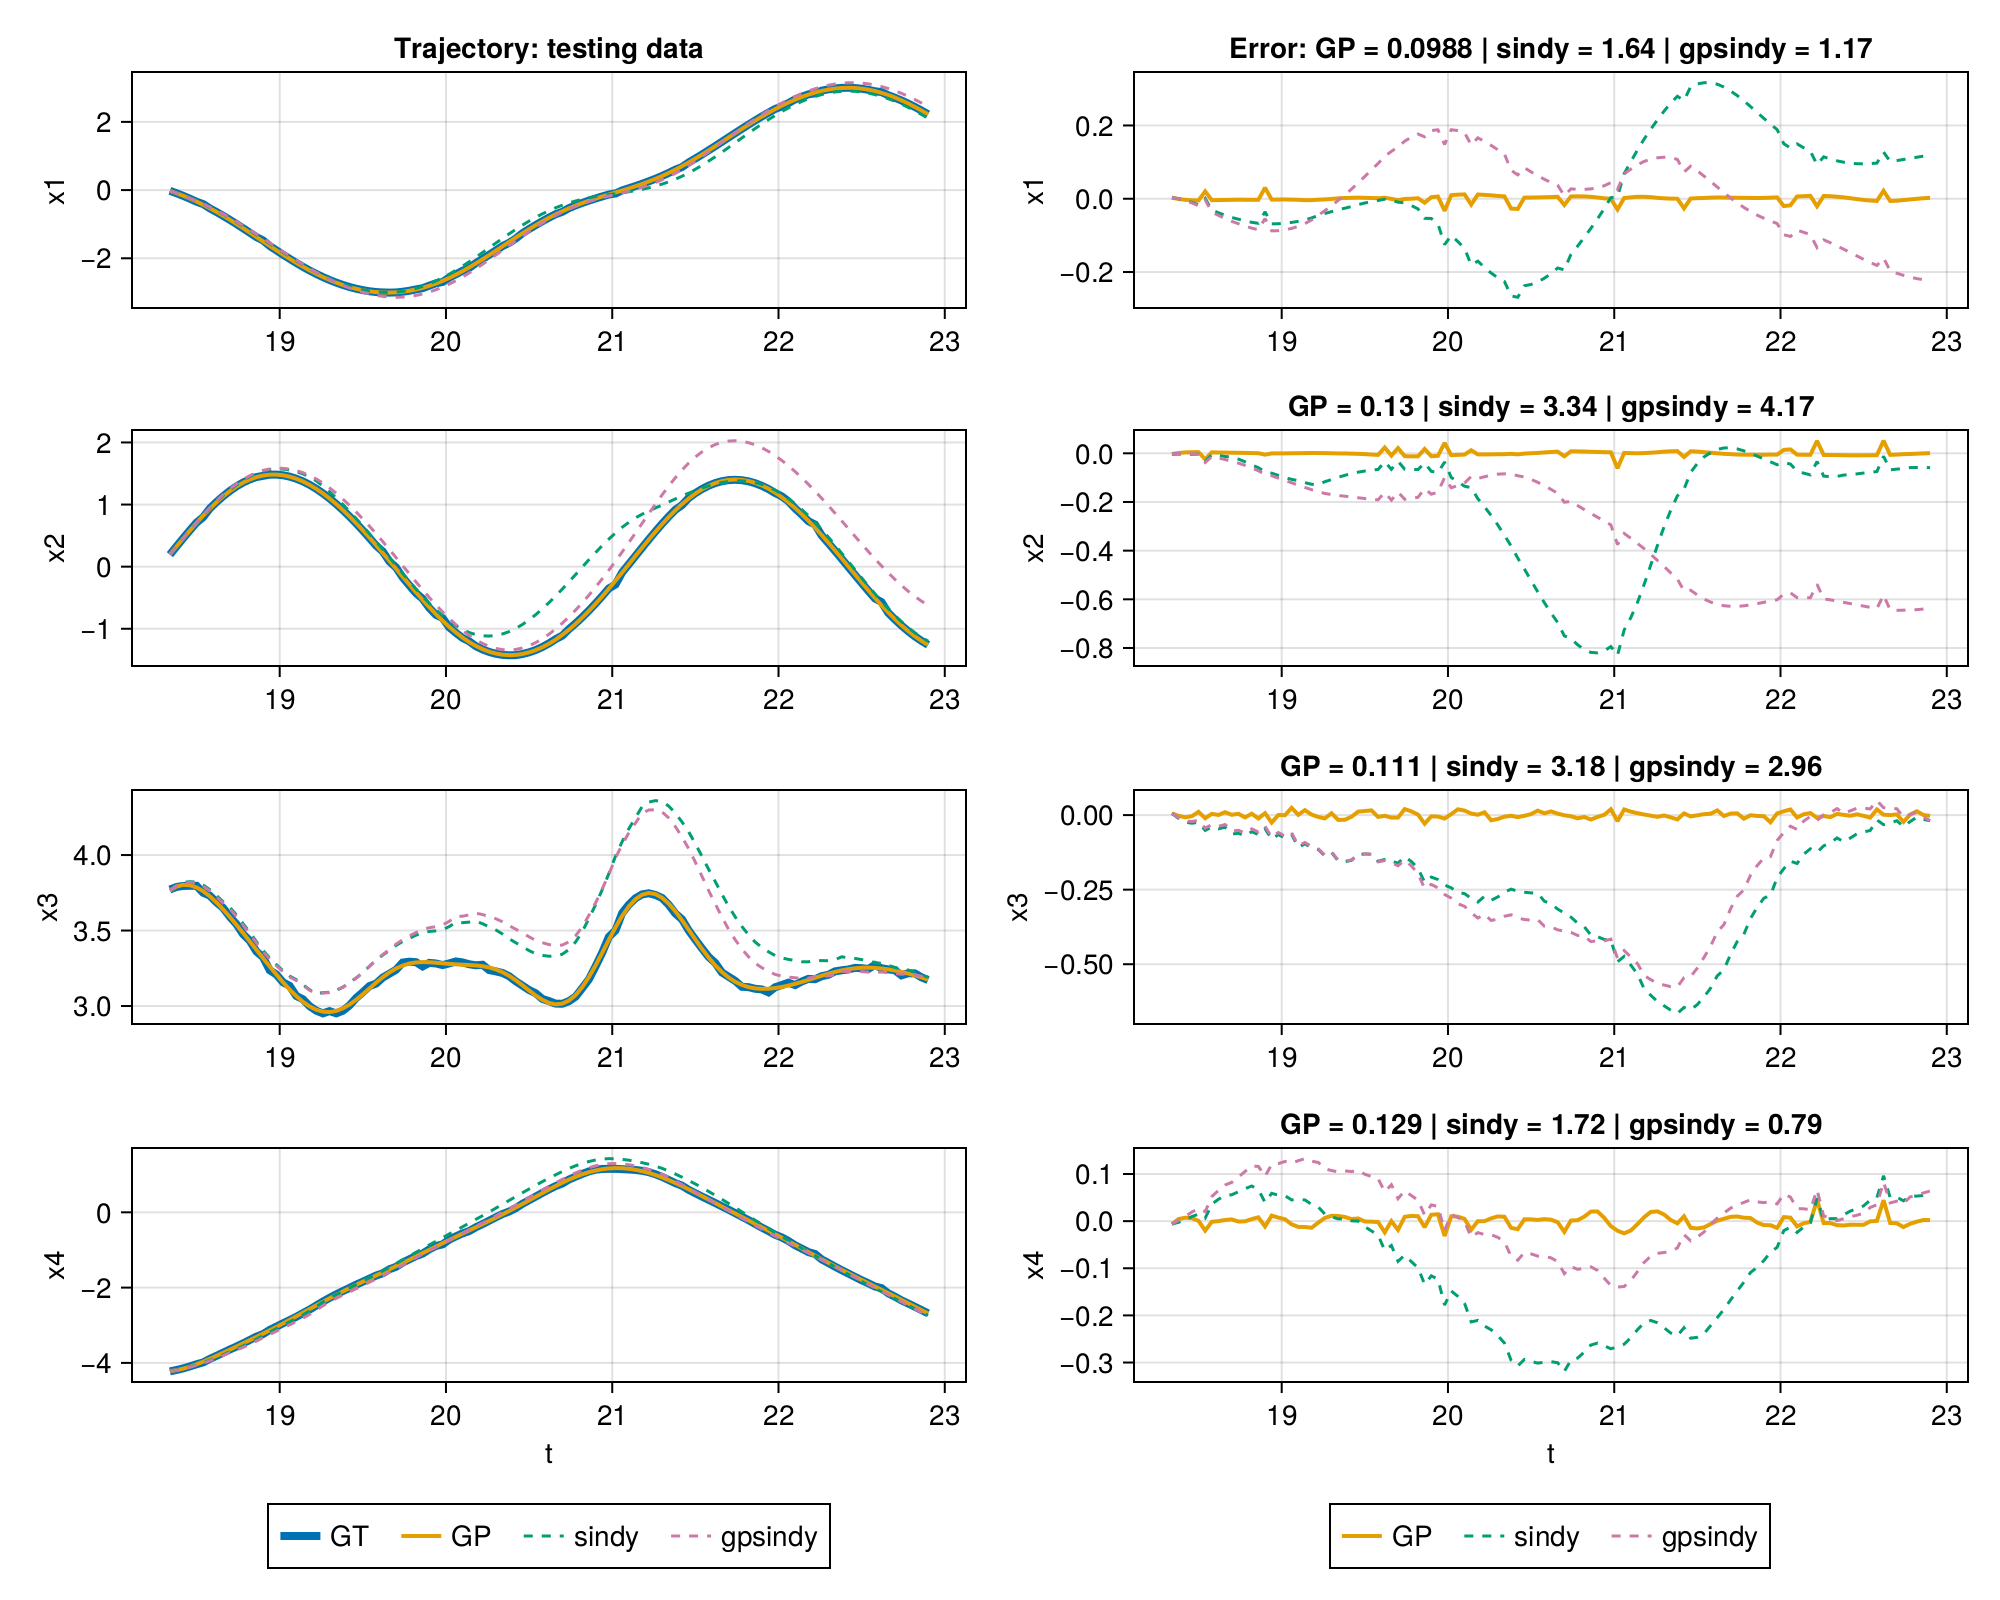 Trajectory: testing data
2
0
−2
x1
19 20 21 22 23
Error: GP = 0.0988 | sindy = 1.64 | gpsindy = 1.17
0.2
0.0
−0.2
x1
19 20 21 22 23
2
1
0
−1
x2
19 20 21 22 23
GP = 0.13 | sindy = 3.34 | gpsindy = 4.17
0.0
−0.2
−0.4
−0.6
−0.8
x2
19 20 21 22 23
4.0
3.5
3.0
x3
19 20 21 22 23
GP = 0.111 | sindy = 3.18 | gpsindy = 2.96
0.00
−0.25
−0.50
x3
19 20 21 22 23
0
−2
−4
x4
19 20 21 22 23
t
GP = 0.129 | sindy = 1.72 | gpsindy = 0.79
0.1
0.0
−0.1
−0.2
−0.3
x4
19 20 21 22 23
t
GT GP sindy gpsindy
GP sindy gpsindy